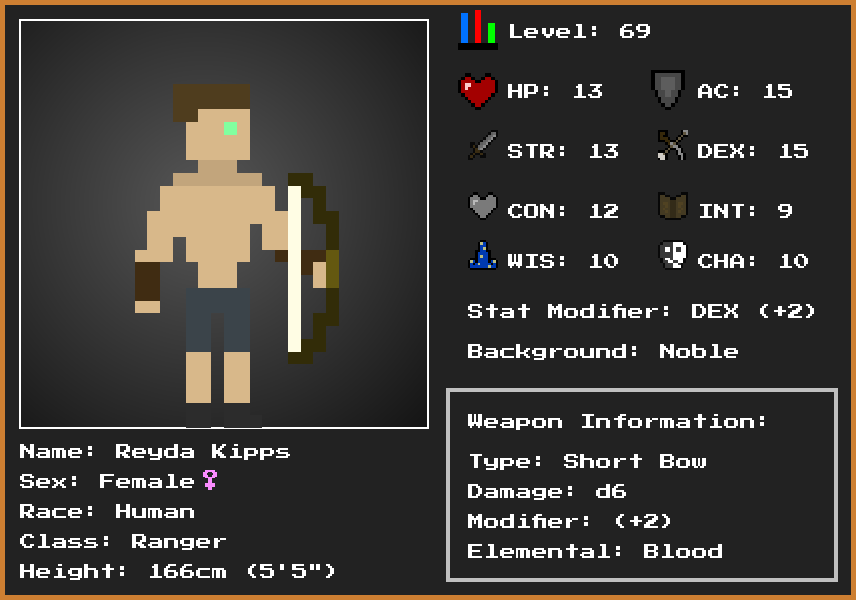 Level: 69
HP: 13
AC: 15
STR: 13
DEX: 15
CON: 12
INT: 9
WIS: 10
CHA: 10
Stat Modifier: DEX (+2)
Background: Noble
Weapon Information:
Type: Short Bow
Damage: d6
Modifier: (+2)
Elemental: Blood
Name: Reyda Kipps
Sex: Female♀
Race: Human
Class: Ranger
Height: 166cm (5'5")